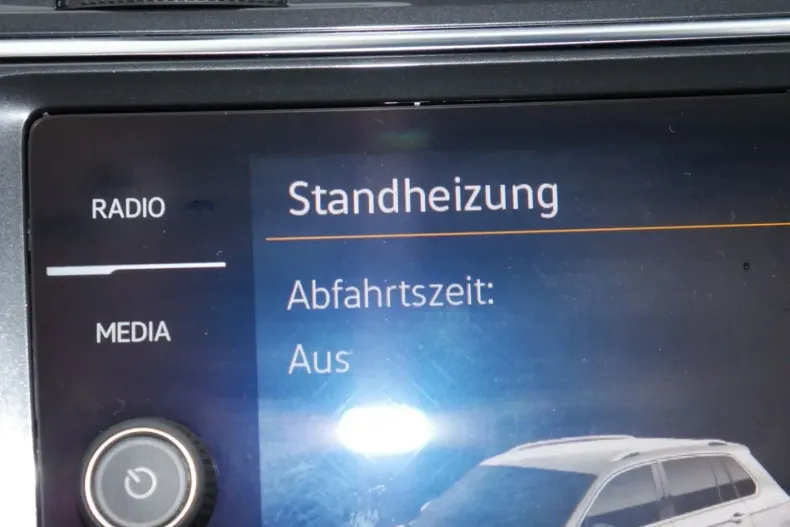 RADIO
MEDIA
Standheizung
Abfahrtszeit:
Aus